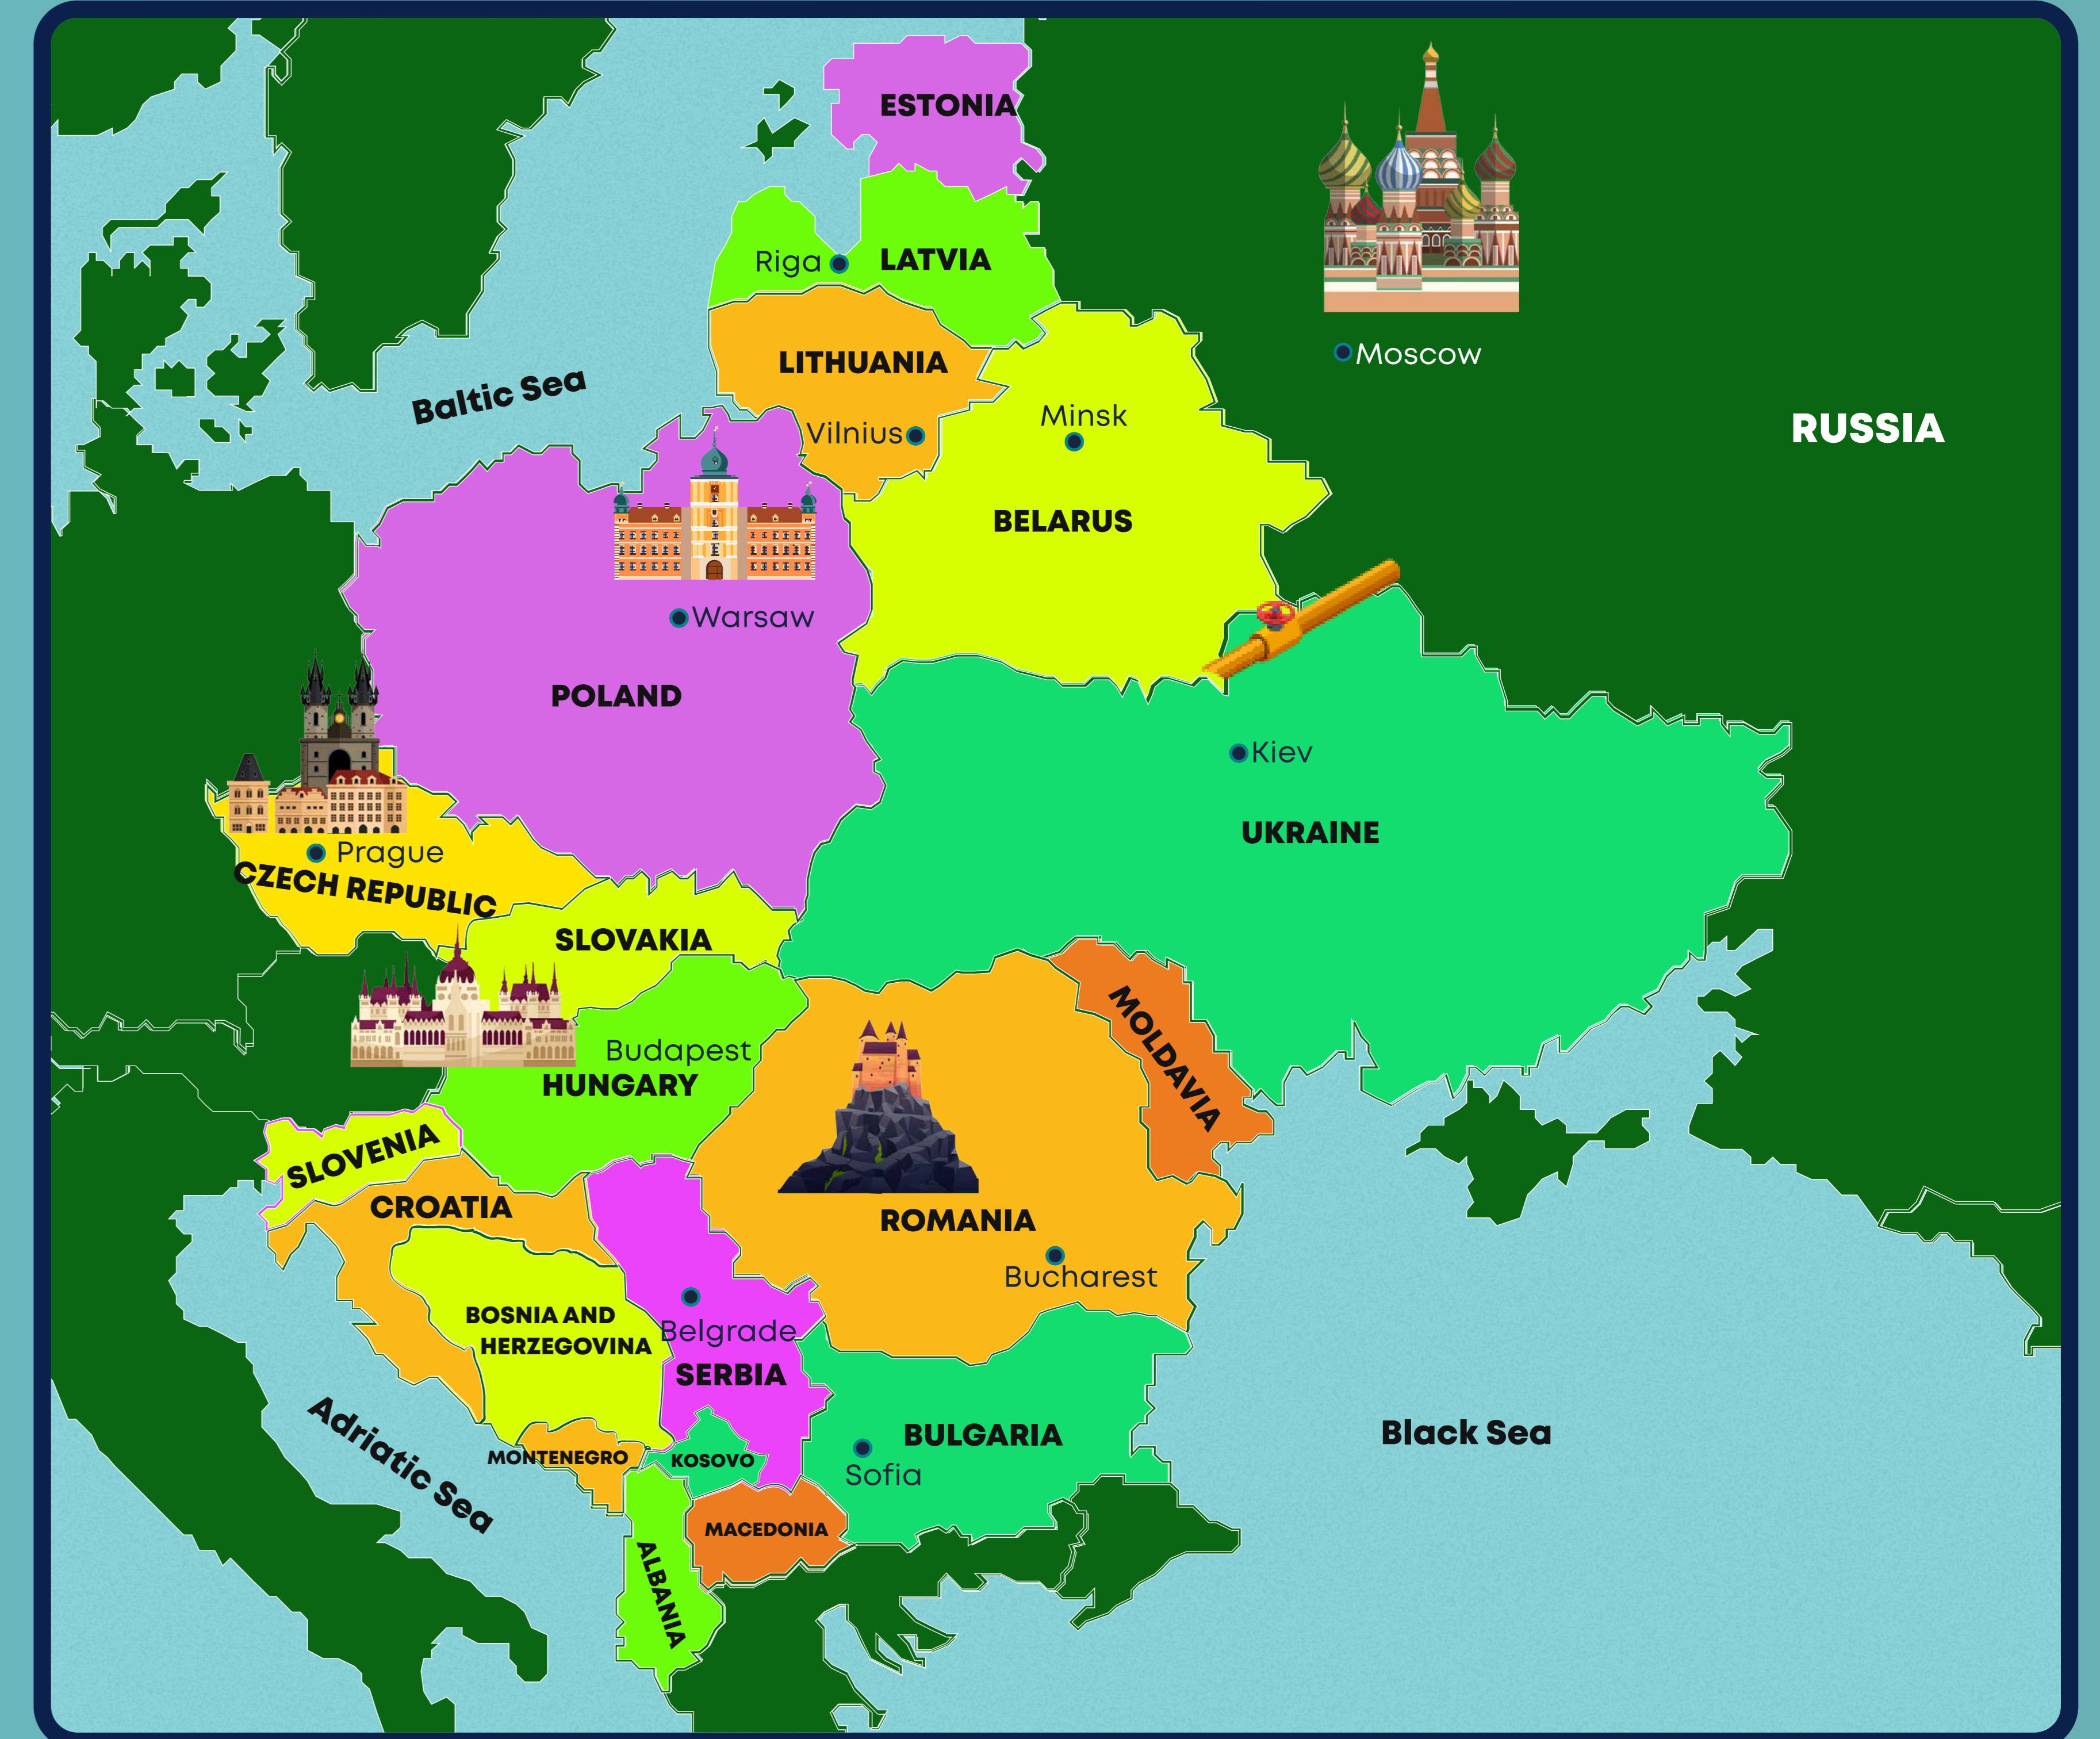 ESTONIA
Riga
LATVIA
Moscow
LITHUANIA
Baltic Sea
Minsk
RUSSIA
Vilnius
BELARUS
Warsaw
POLAND
Kiev
UKRAINE
Prague
CZECH REPUBLIC
SLOVAKIA
MOLDAVIA
Budapest
HUNGARY
SLOVENIA
CROATIA
ROMANIA
Bucharest
BOSNIA AND
HERZEGOVINA
Belgrade
SERBIA
Adriatic Sea
BULGARIA
Black Sea
MONTENEGRO
KOSOVO
Sofia
MACEDONIA
ALBANIA